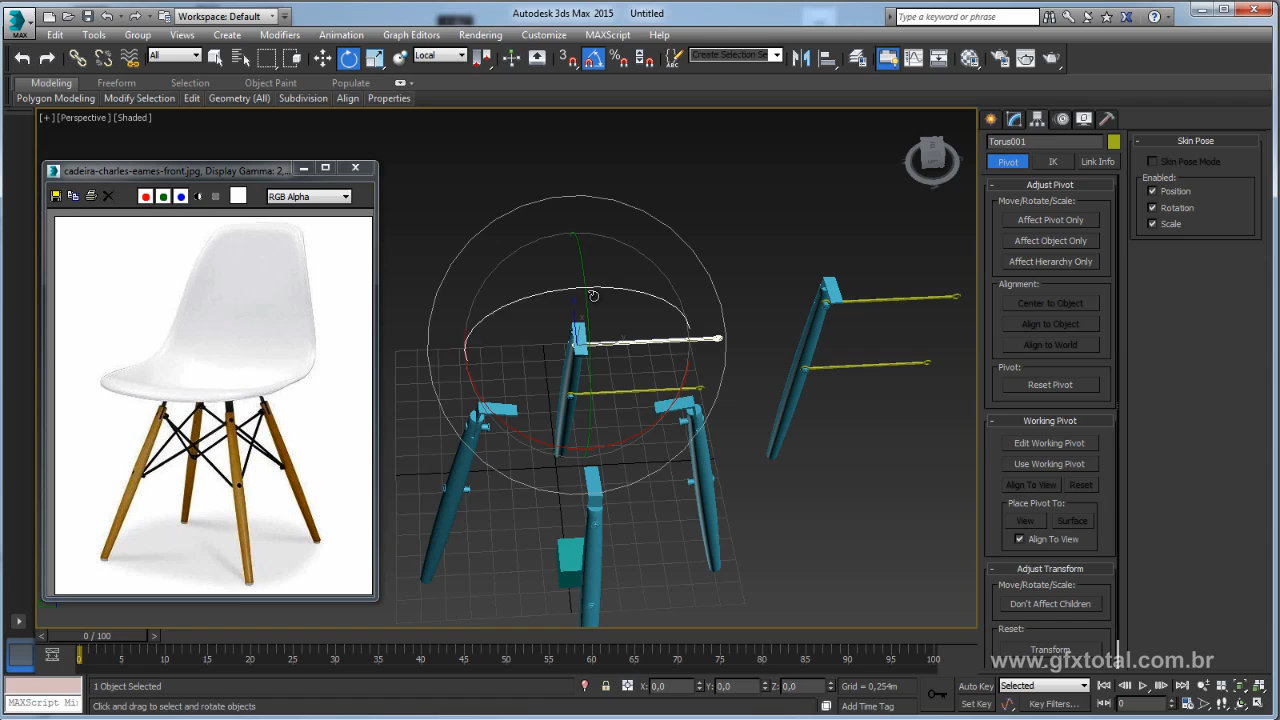 Workspace: Default
Autodesk 3ds Max 2015 Untitled
Type a keyword or phrase
MAX
Edit Tools Group Views Create Modifiers Animation Graph Editors Rendering Customize MAXScript Help
All
Local
3
Create Selection Se
Modeling Freeform Selection Object Paint Populate
Polygon Modeling Modify Selection Edit Geometry (All) Subdivision Align Properties
[+] [Perspective] [Shaded]
cadeira-charles-eames-front.jpg, Display Gamma: 2,...
RGB Alpha
Torus001
Pivot IK Link Info
- Adjust Pivot
Move/Rotate/Scale:
Affect Pivot Only
Affect Object Only
Affect Hierarchy Only
Alignment:
Center to Object
Align to Object
Align to World
Pivot:
Reset Pivot
- Working Pivot
Edit Working Pivot
Use Working Pivot
Align To View Reset
Place Pivot To:
View Surface
Align To View
- Adjust Transform
Move/Rotate/Scale:
Don't Affect Children
Reset:
Transform
- Skin Pose
Skin Pose Mode
Enabled:
Position
Rotation
Scale
www.gfxtotal.com.br
< 0 / 100 >
0 5 10 15 20 25 30 35 40 45 50 55 60 65 70 75 80 85 90 95 100
1 Object Selected
X: 0,0 Y: 0,0 Z: 0,0 Grid = 0,254m
Auto Key Selected
MAXScript Mi
Click and drag to select and rotate objects
Add Time Tag
Set Key Key Filters... 0